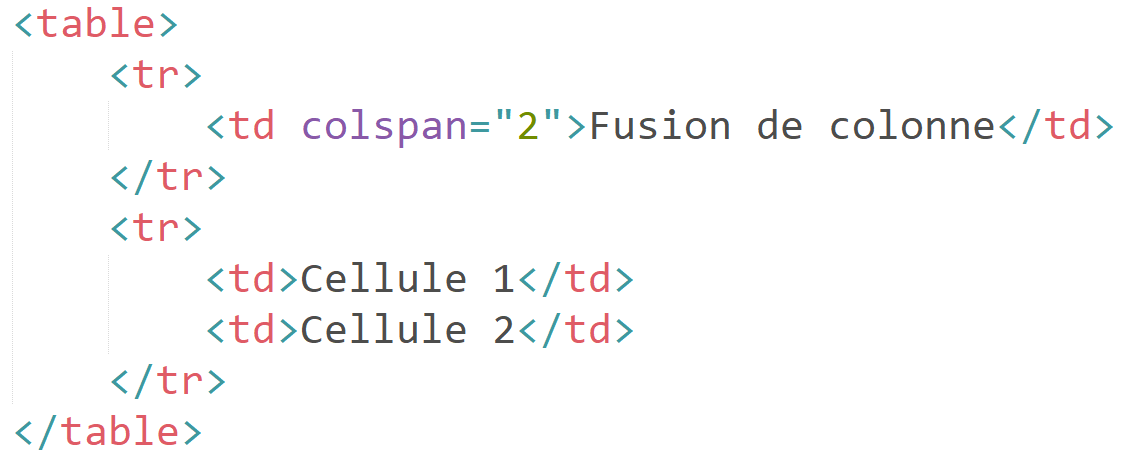 <table>
<tr>
<td colspan="2">Fusion de colonne</td>
</tr>
<tr>
<td>Cellule 1</td>
<td>Cellule 2</td>
</tr>
</table>